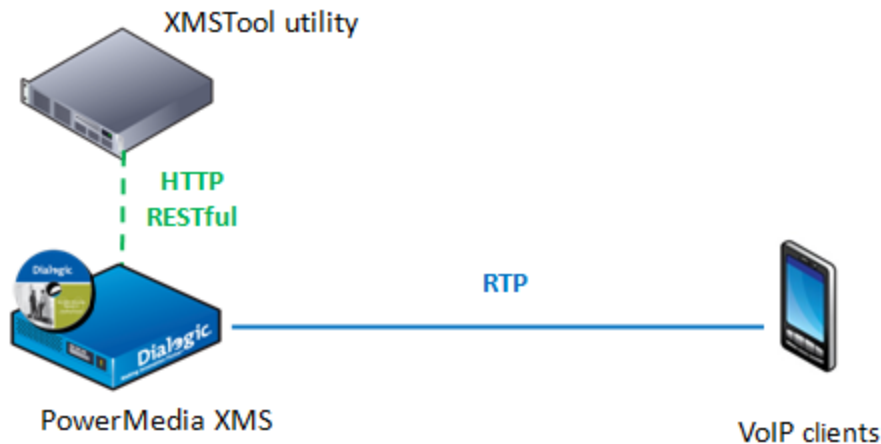 XMSTool utility
HTTP
RESTful
Dialogic
RTP
Dialogic.
PowerMedia XMS
VoIP clients